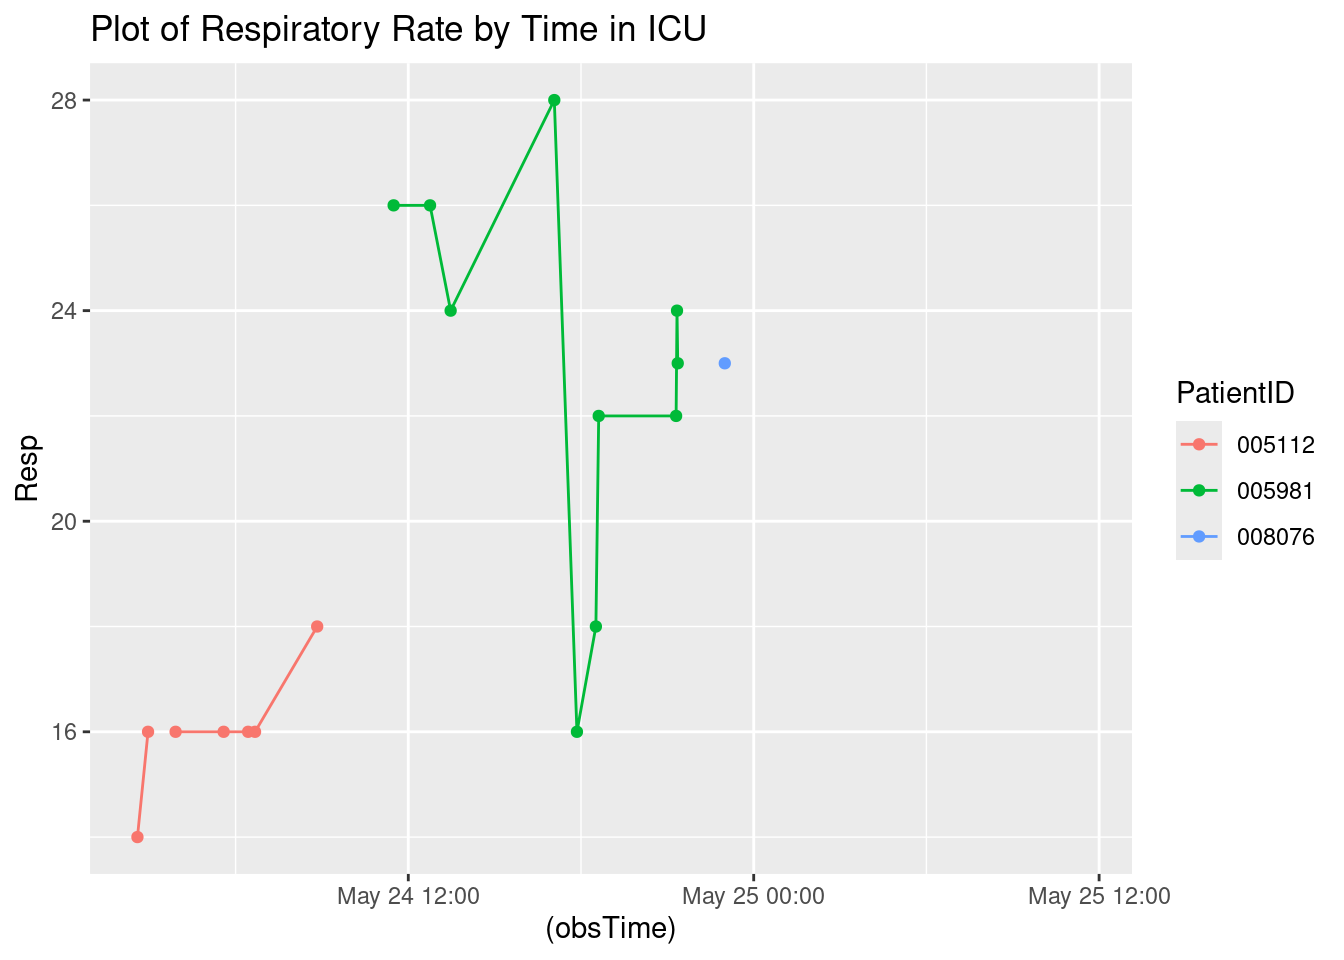 Plot of Respiratory Rate by Time in ICU
28
24
20
16
Resp
May 24 12:00
May 25 00:00
May 25 12:00
(obsTime)
PatientID
005112
005981
008076